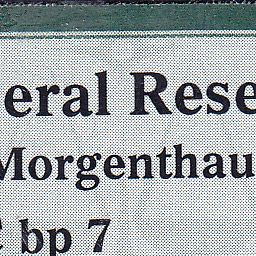 eral Rese
Morgenthau
bp 7